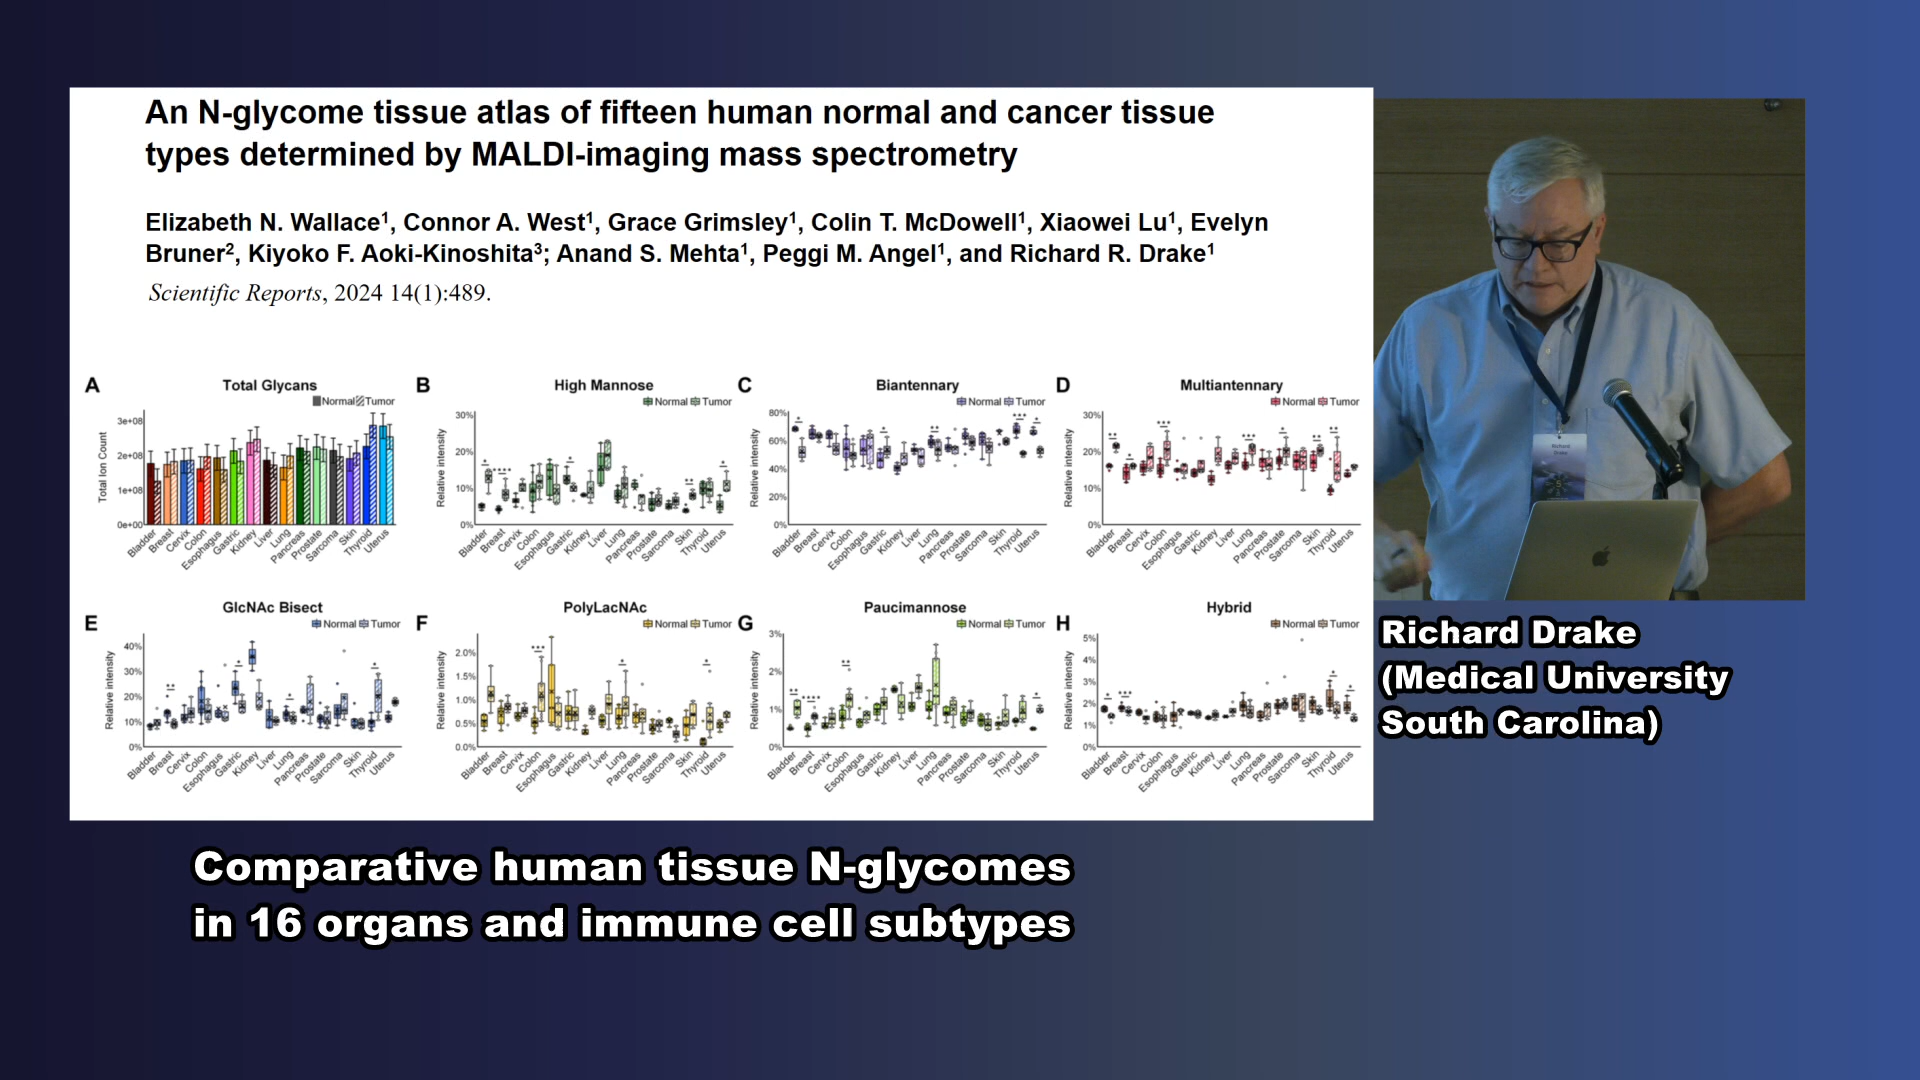 An N-glycome tissue atlas of fifteen human normal and cancer tissue
types determined by MALDI-imaging mass spectrometry
Elizabeth N. Wallace¹, Connor A. West¹, Grace Grimsley¹, Colin T. McDowell¹, Xiaowei Lu¹, Evelyn
Bruner², Kiyoko F. Aoki-Kinoshita³; Anand S. Mehta¹, Peggi M. Angel¹, and Richard R. Drake¹
Scientific Reports, 2024 14(1):489.
A Total Glycans
Normal Tumor
Total Ion Count
3e+08
2e+08
1e+08
0e+00
Bladder Breast Cervix Colon Esophagus Gastric Kidney Liver Lung Pancreas Prostate Sarcoma Skin Thyroid Uterus
B High Mannose
Normal Tumor
Relative intensity
30%
20%
10%
0%
Bladder Breast Cervix Colon Esophagus Gastric Kidney Liver Lung Pancreas Prostate Sarcoma Skin Thyroid Uterus
C Biantennary
Normal Tumor
Relative intensity
80%
60%
40%
20%
0%
Bladder Breast Cervix Colon Esophagus Gastric Kidney Liver Lung Pancreas Prostate Sarcoma Skin Thyroid Uterus
D Multiantennary
Normal Tumor
Relative intensity
30%
20%
10%
0%
Bladder Breast Cervix Colon Esophagus Gastric Kidney Liver Lung Pancreas Prostate Sarcoma Skin Thyroid Uterus
E GlcNAc Bisect
Normal Tumor
Relative intensity
40%
30%
20%
10%
0%
Bladder Breast Cervix Colon Esophagus Gastric Kidney Liver Lung Pancreas Prostate Sarcoma Skin Thyroid Uterus
F PolyLacNAc
Normal Tumor
Relative intensity
2.0%
1.5%
1.0%
0.5%
0.0%
Bladder Breast Cervix Colon Esophagus Gastric Kidney Liver Lung Pancreas Prostate Sarcoma Skin Thyroid Uterus
G Paucimannose
Normal Tumor
Relative intensity
3%
2%
1%
0%
Bladder Breast Cervix Colon Esophagus Gastric Kidney Liver Lung Pancreas Prostate Sarcoma Skin Thyroid Uterus
H Hybrid
Normal Tumor
Relative intensity
5%
4%
3%
2%
1%
0%
Bladder Breast Cervix Colon Esophagus Gastric Kidney Liver Lung Pancreas Prostate Sarcoma Skin Thyroid Uterus
Richard
Drake
Richard Drake
(Medical University
South Carolina)
Comparative human tissue N-glycomes
in 16 organs and immune cell subtypes